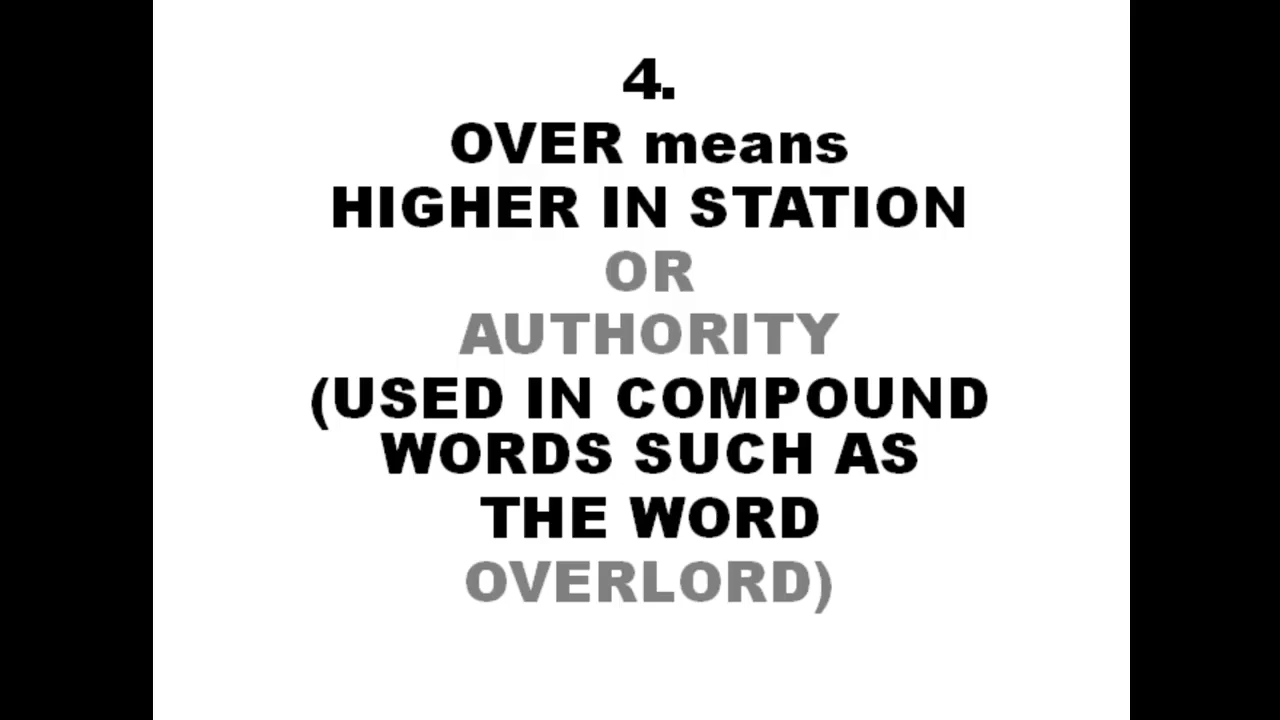 4.
OVER means
HIGHER IN STATION
OR
AUTHORITY
(USED IN COMPOUND
WORDS SUCH AS
THE WORD
OVERLORD)